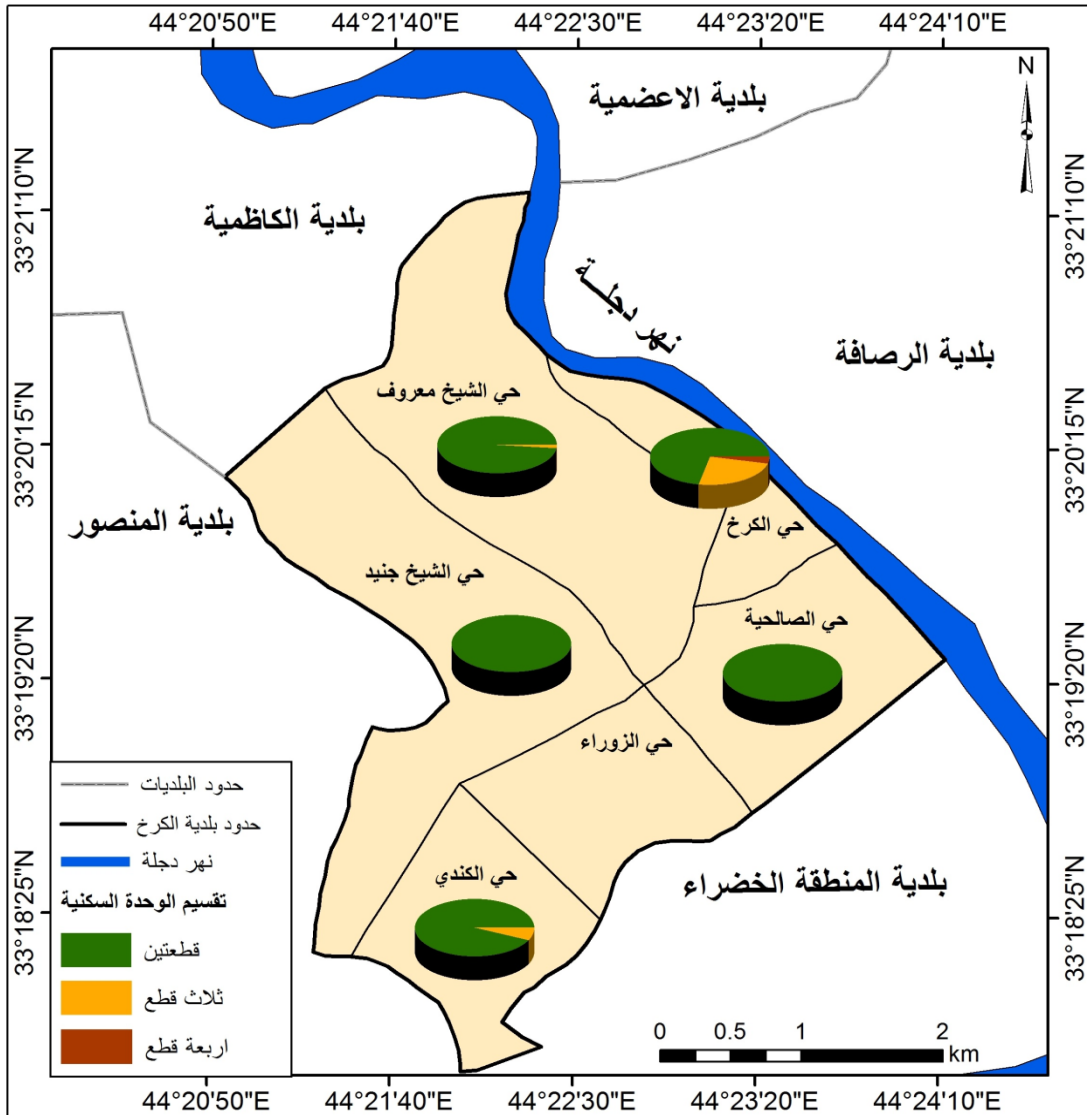 44°20'50"E 44°21'40"E 44°22'30"E 44°23'20"E 44°24'10"E
N
بلدية الاعضمية
33°21'10"N
33°21'10"N
بلدية الكاظمية
نهر دجلـــة
بلدية الرصافة
حي الشيخ معروف
33°20'15"N
33°20'15"N
بلدية المنصور
حي الكرخ
حي الشيخ جنيد
حي الصالحية
33°19'20"N
33°19'20"N
حي الزوراء
حي الكندي
بلدية المنطقة الخضراء
33°18'25"N
33°18'25"N
حدود البلديات
حدود بلدية الكرخ
نهر دجلة
تقسيم الوحدة السكنية
قطعتين
ثلاث قطع
اربعة قطع
0 0.5 1 2
km
44°20'50"E 44°21'40"E 44°22'30"E 44°23'20"E 44°24'10"E